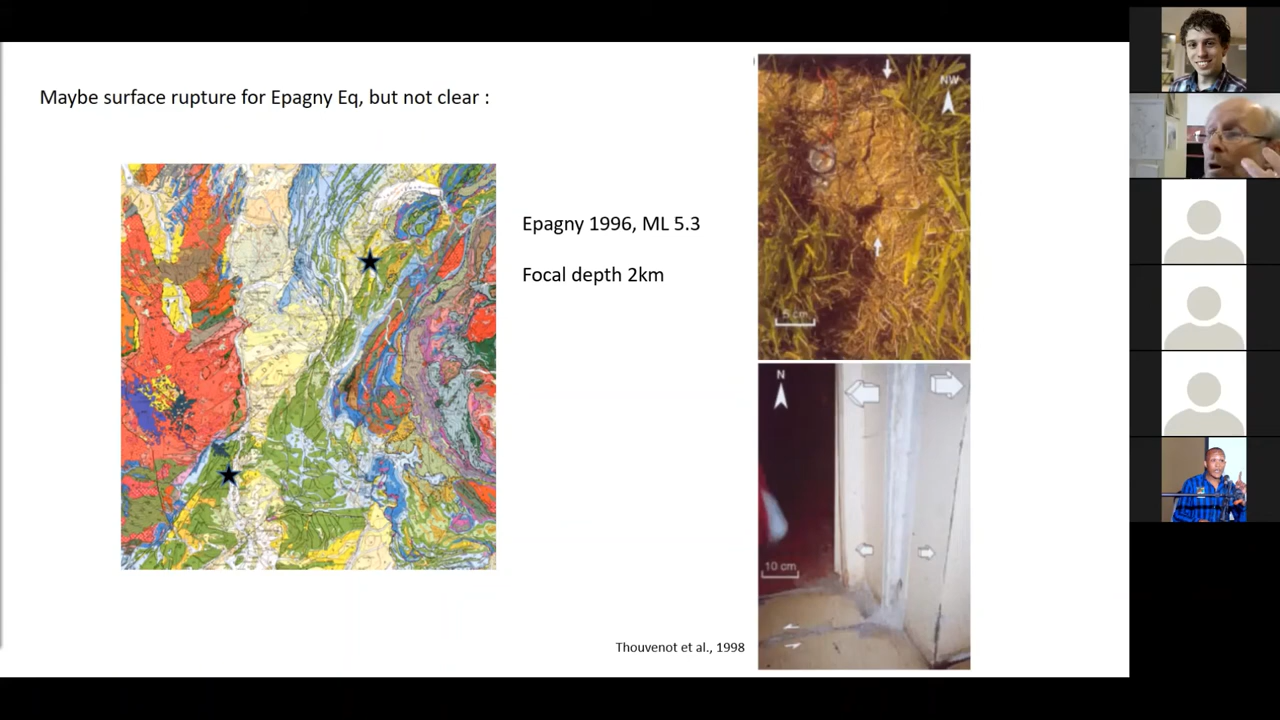 Maybe surface rupture for Epagny Eq, but not clear :
Epagny 1996, ML 5.3
Focal depth 2km
NW
5 cm
N
10 cm
Thouvenot et al., 1998